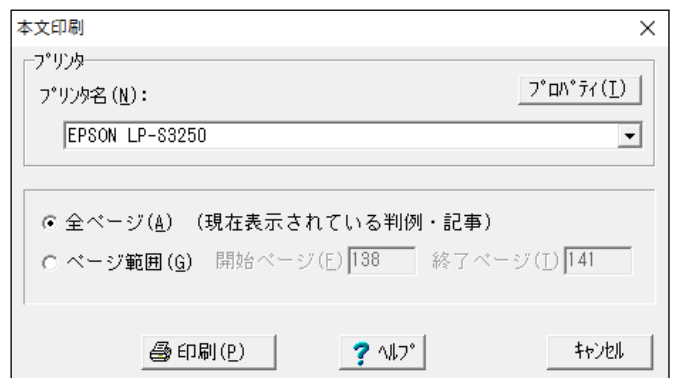 本文印刷
ﾌﾟﾘﾝﾀ
ﾌﾟﾘﾝﾀ名(N):
ﾌﾟﾛﾊﾟﾃｨ(I)
EPSON LP-S3250
全ページ(A) (現在表示されている判例・記事)
ページ範囲(G) 開始ページ(F) 138 終了ページ(I) 141
印刷(P) ? ﾍﾙﾌﾟ ｷｬﾝｾﾙ